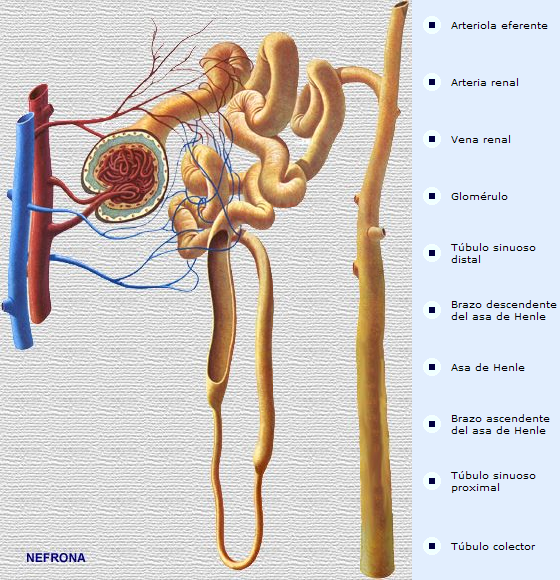 Arteriola eferente
Arteria renal
Vena renal
Glomérulo
Túbulo sinuoso
distal
Brazo descendente
del asa de Henle
Asa de Henle
Brazo ascendente
del asa de Henle
Túbulo sinuoso
proximal
Túbulo colector
NEFRONA